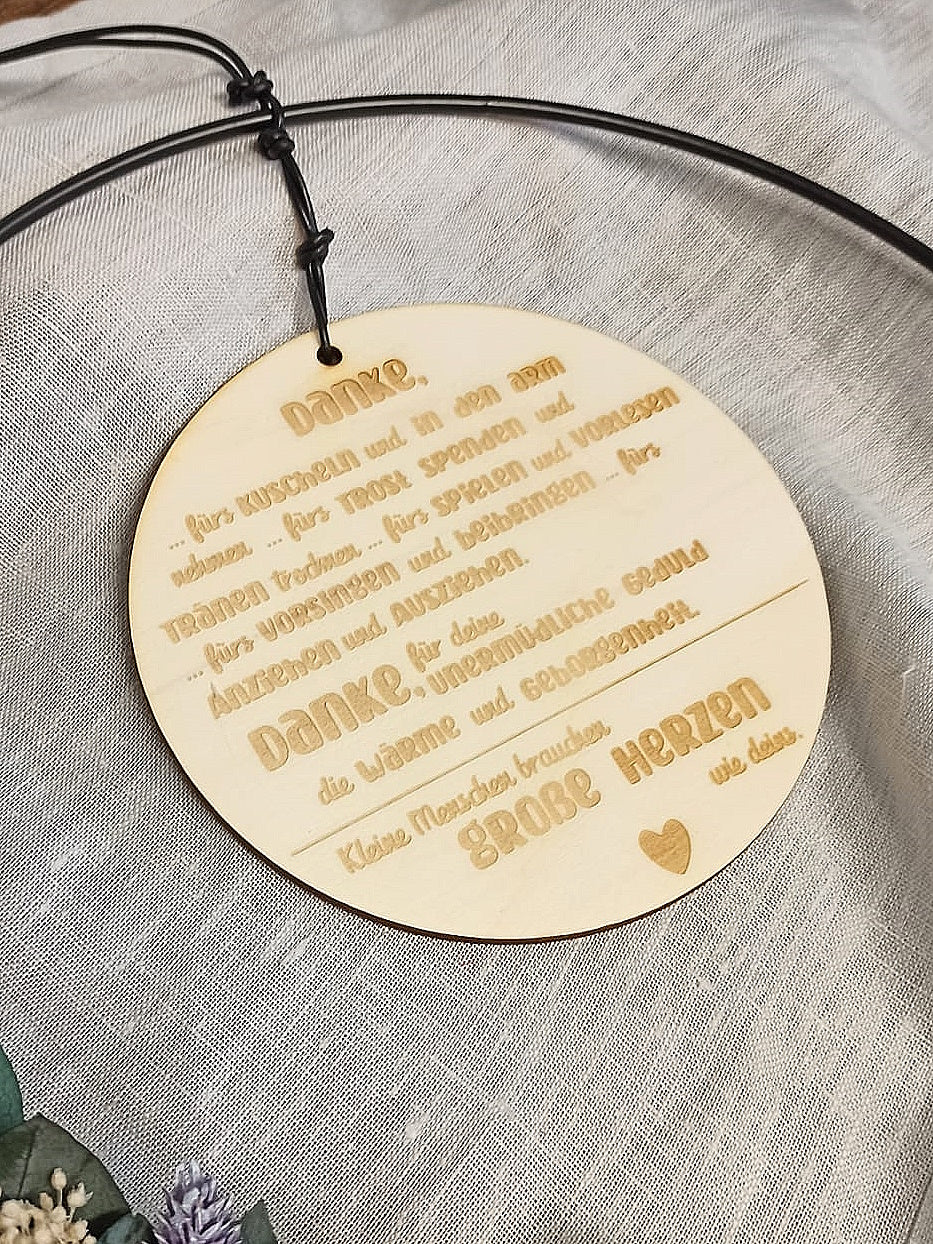 Danke,
... fürs KUSCHELN und IN DEN ARM
nehmen ... fürs TROST SPENDEN und
TRÄNEN trocknen ... fürs SPIELEN und VORLESEN
... fürs VORSINGEN und BEIBRINGEN ... fürs
Anziehen und AUSZIEHEN.
DANKE, für deine
UNERMÜDLICHE GEDULD
die WÄRME und GEBORGENHEIT.
Kleine Menschen brauchen
GROßE HERZEN
wie deins.